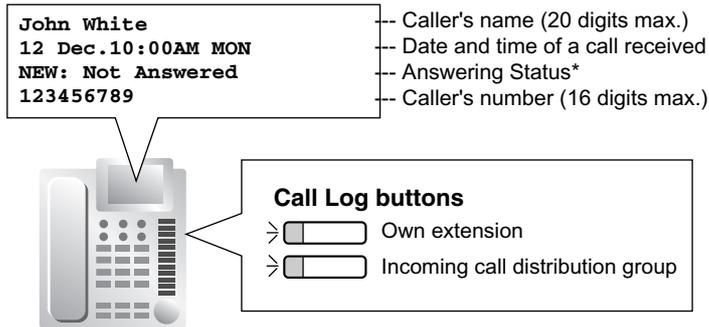 John White --- Caller's name (20 digits max.)
12 Dec.10:00AM MON --- Date and time of a call received
NEW: Not Answered --- Answering Status*
123456789 --- Caller's number (16 digits max.)
Call Log buttons
Own extension
Incoming call distribution group